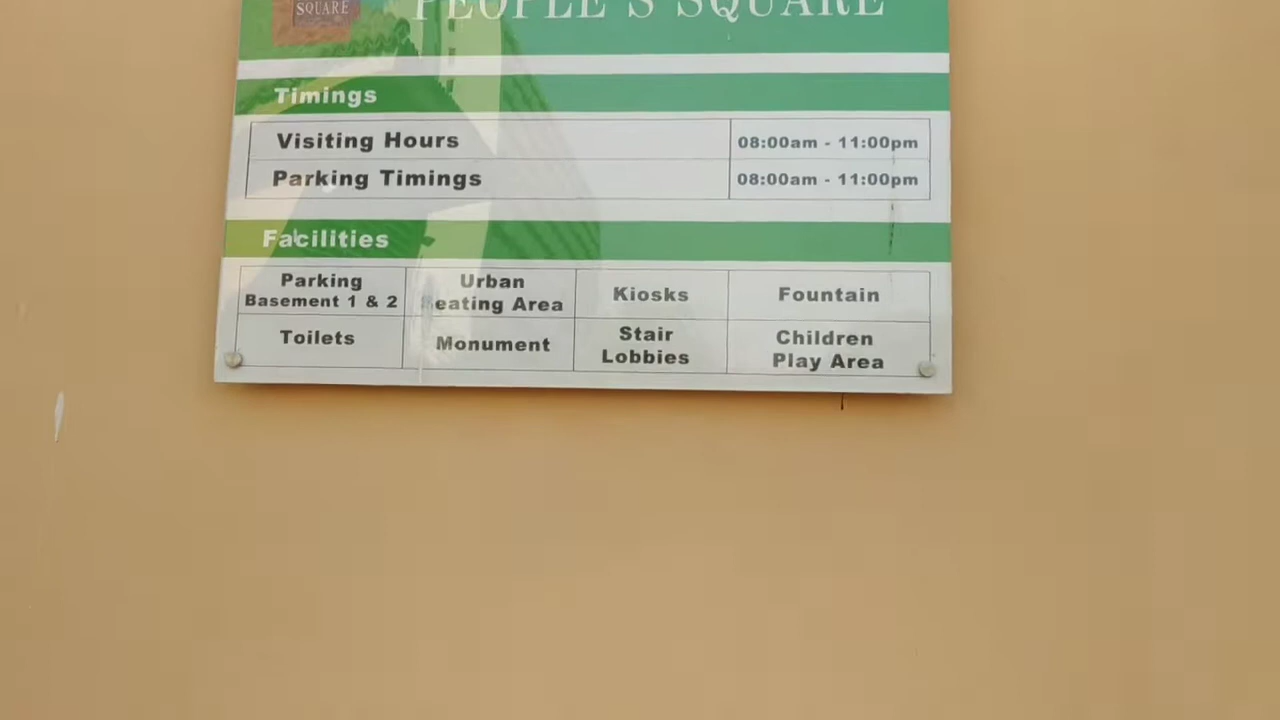 SQUARE
PEOPLE'S SQUARE
Timings
Visiting Hours 08:00am - 11:00pm
Parking Timings 08:00am - 11:00pm
Facilities
Parking
Basement 1 & 2
Urban
Seating Area
Kiosks
Fountain
Toilets
Monument
Stair
Lobbies
Children
Play Area